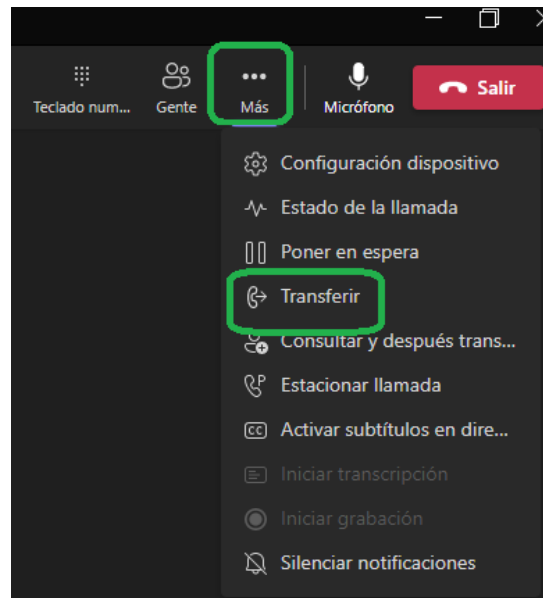 Teclado num... Gente Más Micrófono Salir
Configuración dispositivo
Estado de la llamada
Poner en espera
Transferir
Consultar y después trans...
Estacionar llamada
CC Activar subtítulos en dire...
Iniciar transcripción
Iniciar grabación
Silenciar notificaciones